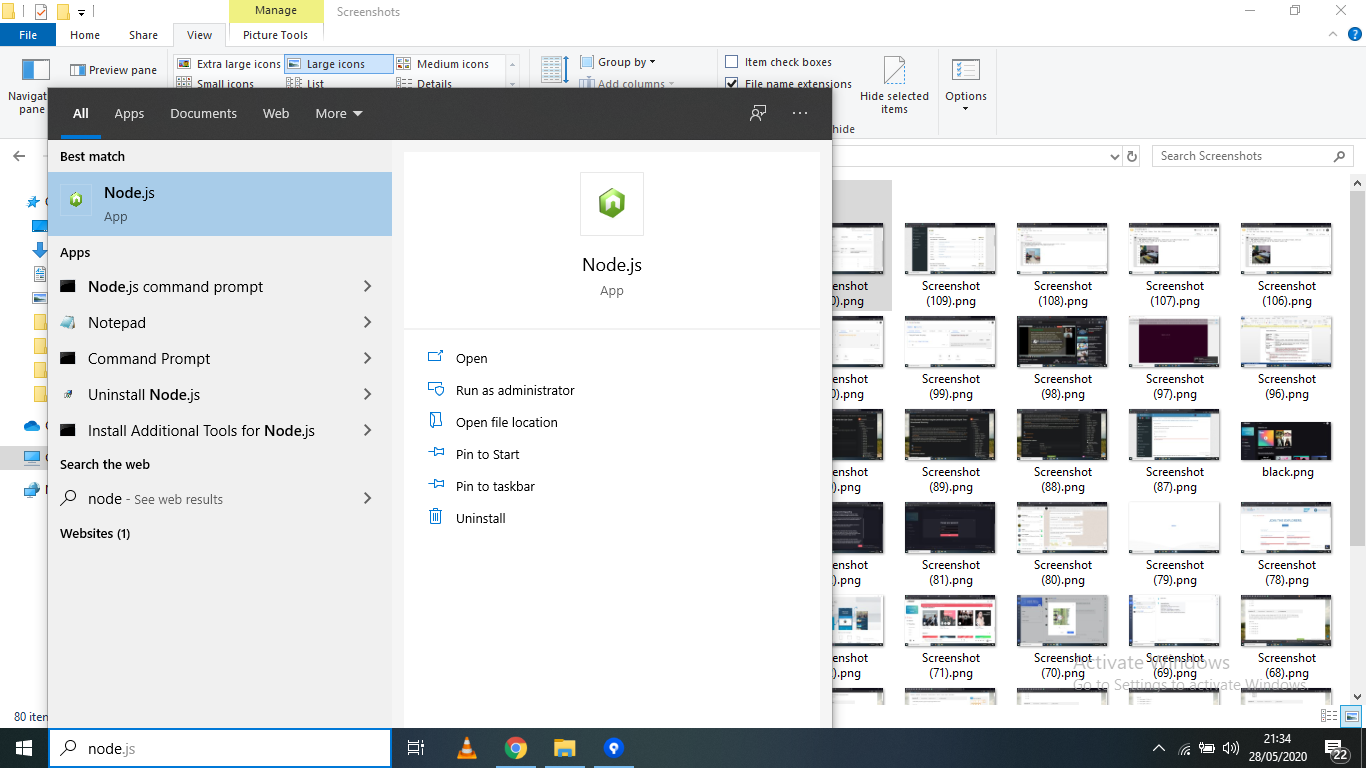 Manage
Screenshots
File
Home
Share
View
Picture Tools
Preview pane
Extra large icons
Large icons
Medium icons
Small icons
List
Details
Navigat
pane
Group by
Add columns
Item check boxes
File name extensions
Hide selected
items
Options
hide
All
Apps
Documents
Web
More
Search Screenshots
Best match
Node.js
App
Apps
Node.js command prompt
Notepad
Command Prompt
Uninstall Node.js
Install Additional Tools for Node.js
Search the web
node - See web results
Websites (1)
Node.js
App
Open
Run as administrator
Open file location
Pin to Start
Pin to taskbar
Uninstall
Screenshot
(109).png
Screenshot
(108).png
Screenshot
(107).png
Screenshot
(106).png
Screenshot
(99).png
Screenshot
(98).png
Screenshot
(97).png
Screenshot
(96).png
Screenshot
(89).png
Screenshot
(88).png
Screenshot
(87).png
black.png
Screenshot
(81).png
Screenshot
(80).png
Screenshot
(79).png
Screenshot
(78).png
Screenshot
(71).png
Screenshot
(70).png
Screenshot
(69).png
Screenshot
(68).png
Activate Windows
Go to Settings to activate Windows.
80 iten
node.js
21:34
28/05/2020
22